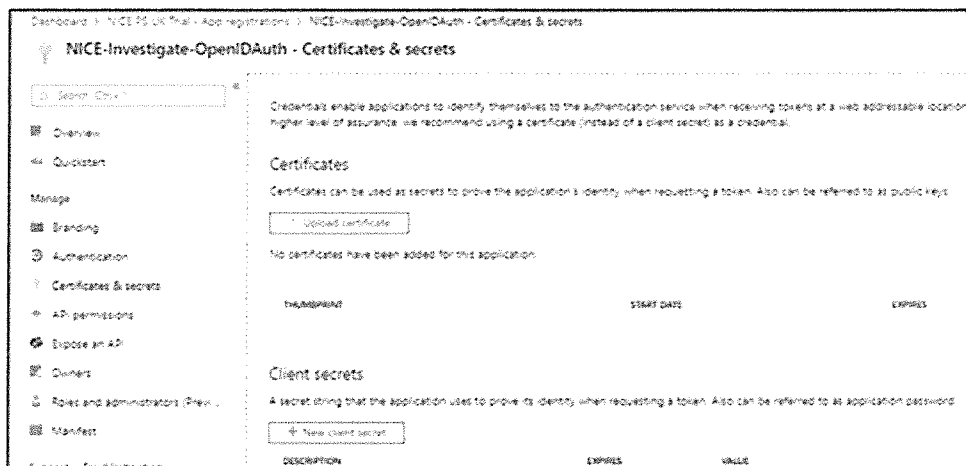 Dashboard > NICE PS UK Trial - App registrations > NICE-Investigate-OpenIDAuth - Certificates & secrets
NICE-Investigate-OpenIDAuth - Certificates & secrets
Search (Ctrl+/)
Overview
Quickstart
Manage
Branding
Authentication
Certificates & secrets
API permissions
Expose an API
Owners
Roles and administrators (Previ...
Manifest
Credentials enable applications to identify themselves to the authentication service when receiving tokens at a web addressable location
higher level of assurance, we recommend using a certificate (instead of a client secret) as a credential.
Certificates
Certificates can be used as secrets to prove the application's identity when requesting a token. Also can be referred to as public keys.
Upload certificate
No certificates have been added for this application.
THUMBPRINT START DATE EXPIRES
Client secrets
A secret string that the application uses to prove its identity when requesting a token. Also can be referred to as application password.
+ New client secret
DESCRIPTION EXPIRES VALUE